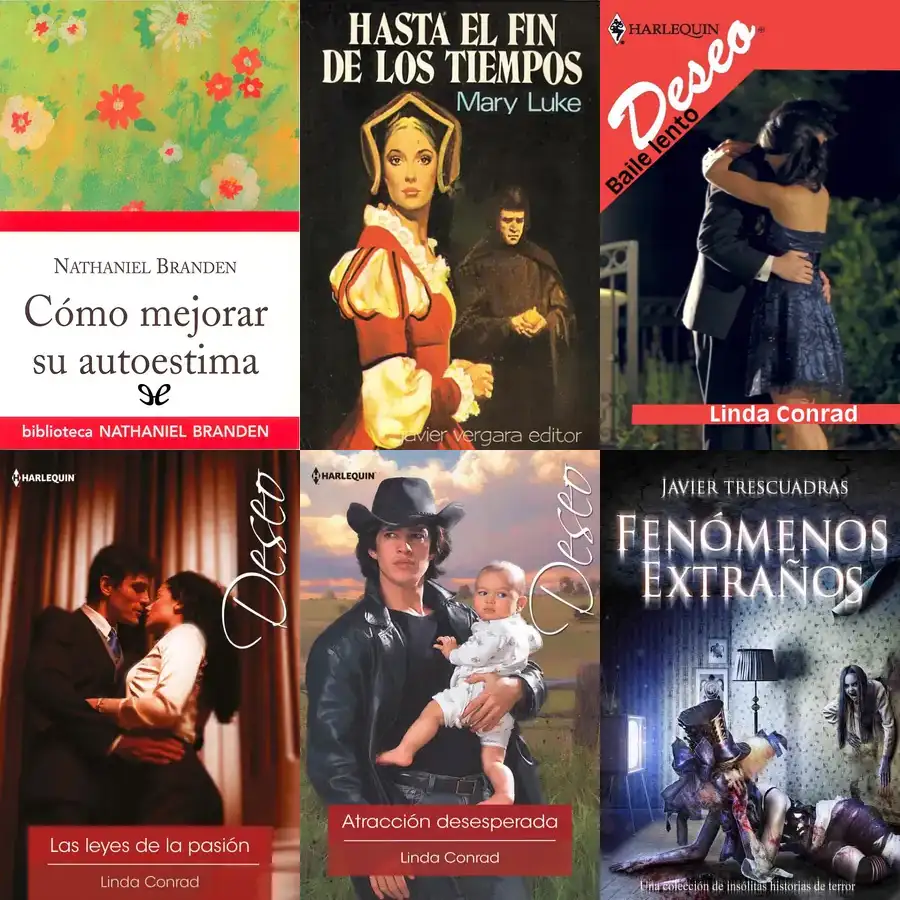 NATHANIEL BRANDEN
Cómo mejorar
su autoestima
biblioteca NATHANIEL BRANDEN
HASTA EL FIN
DE LOS TIEMPOS
Mary Luke
javier vergara editor
HARLEQUIN
Deseo
Baile lento
Linda Conrad
HARLEQUIN
Deseo
Las leyes de la pasión
Linda Conrad
HARLEQUIN
Deseo
Atracción desesperada
Linda Conrad
JAVIER TRESCUADRAS
FENÓMENOS
EXTRAÑOS
Una colección de insólitas historias de terror